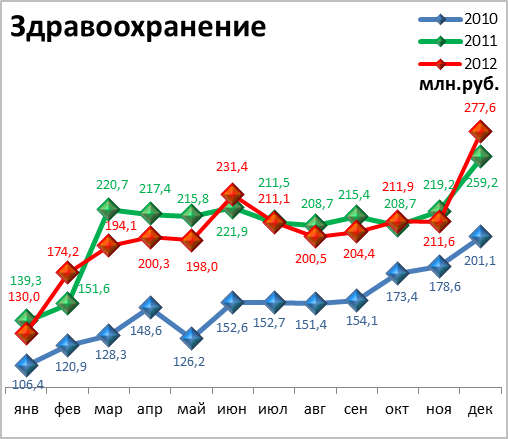 Здравоохранение
2010
2011
2012
млн.руб.
277,6
220,7 217,4 215,8 231,4 211,5 208,7 215,4 211,9 219,2 259,2
174,2 194,1 221,9 211,1 208,7
139,3 151,6 200,3 198,0 200,5 204,4 211,6 201,1
130,0 148,6 152,6 152,7 151,4 154,1 173,4 178,6
106,4 120,9 128,3 126,2
янв фев мар апр май июн июл авг сен окт ноя дек